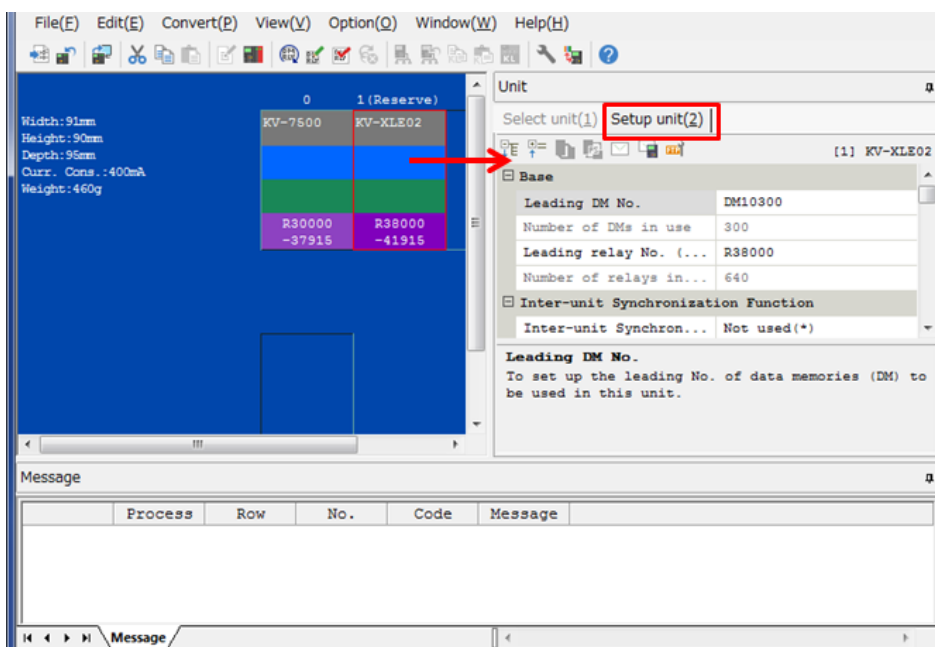 File(F) Edit(E) Convert(P) View(V) Option(O) Window(W) Help(H)
0 1(Reserve)
Width:91mm
Height:90mm
Depth:95mm
Curr. Cons.:400mA
Weight:460g
KV-7500 KV-XLE02
R30000 R38000
-37915 -41915
Unit
Select unit(1) Setup unit(2)
[1] KV-XLE02
Base
Leading DM No. DM10300
Number of DMs in use 300
Leading relay No. (... R38000
Number of relays in... 640
Inter-unit Synchronization Function
Inter-unit Synchron... Not used(*)
Leading DM No.
To set up the leading No. of data memories (DM) to
be used in this unit.
Message
Process Row No. Code Message
Message